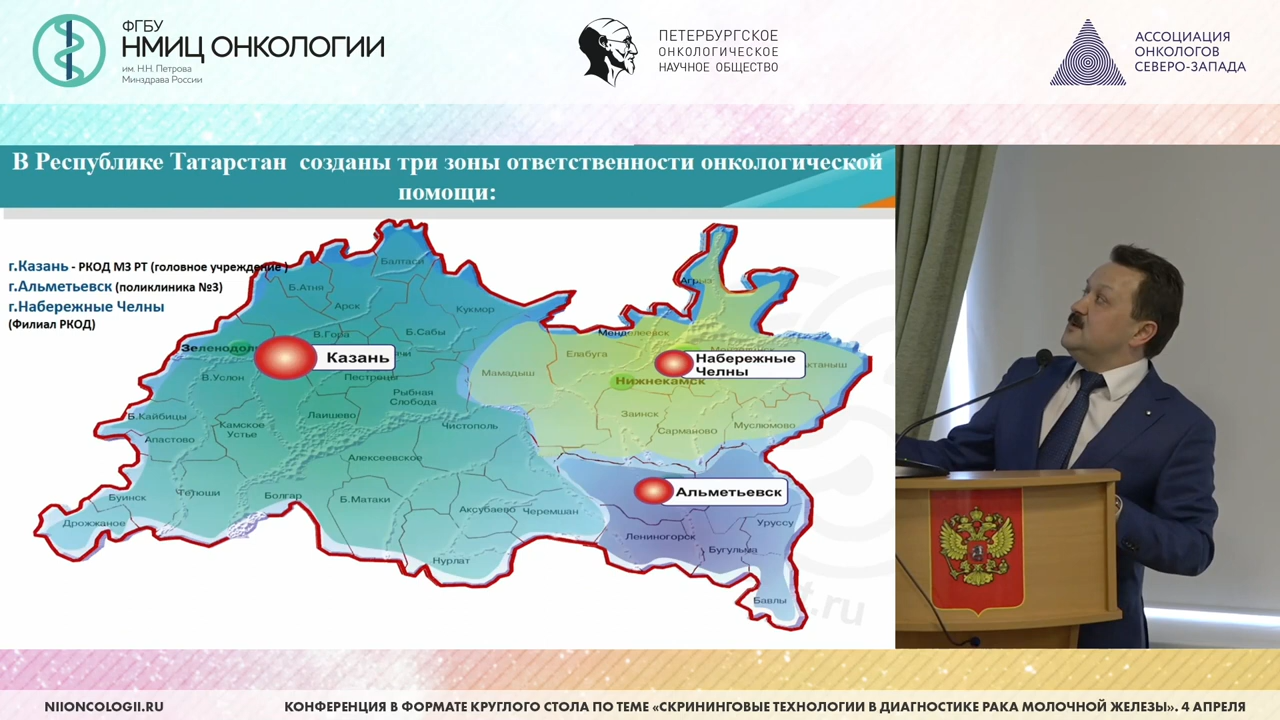 ФГБУ
НМИЦ ОНКОЛОГИИ
им. Н.Н. Петрова
Минздрава России
ПЕТЕРБУРГСКОЕ
ОНКОЛОГИЧЕСКОЕ
НАУЧНОЕ ОБЩЕСТВО
АССОЦИАЦИЯ
ОНКОЛОГОВ
СЕВЕРО-ЗАПАДА
В Республике Татарстан созданы три зоны ответственности онкологической
помощи:
г.Казань - РКОД МЗ РТ (головное учреждение )
г.Альметьевск (поликлиника №3)
г.Набережные Челны
(Филиал РКОД)
Балтаси
Агрыз
Б.Атня
Арск
Кукмор
В.Гора
Б.Сабы
Менделеевск
Казань
Елабуга
Набережные
Челны
В.Услон
Пестрецы
Мамадыш
Нижнекамск
Рыбная
Слобода
Б.Кайбицы
Лаишево
Заинск
Камское
Устье
Чистополь
Сарманово
Муслюмово
Апастово
Алексеевское
Буинск
Тетюши
Болгар
Б.Матаки
Альметьевск
Аксубаево
Черемшан
Дрожжаное
Уруссу
Лениногорск
Бугульма
Нурлат
Бавлы
t.ru
NIIONCOLOGII.RU
КОНФЕРЕНЦИЯ В ФОРМАТЕ КРУГЛОГО СТОЛА ПО ТЕМЕ «СКРИНИНГОВЫЕ ТЕХНОЛОГИИ В ДИАГНОСТИКЕ РАКА МОЛОЧНОЙ ЖЕЛЕЗЫ». 4 АПРЕЛЯ